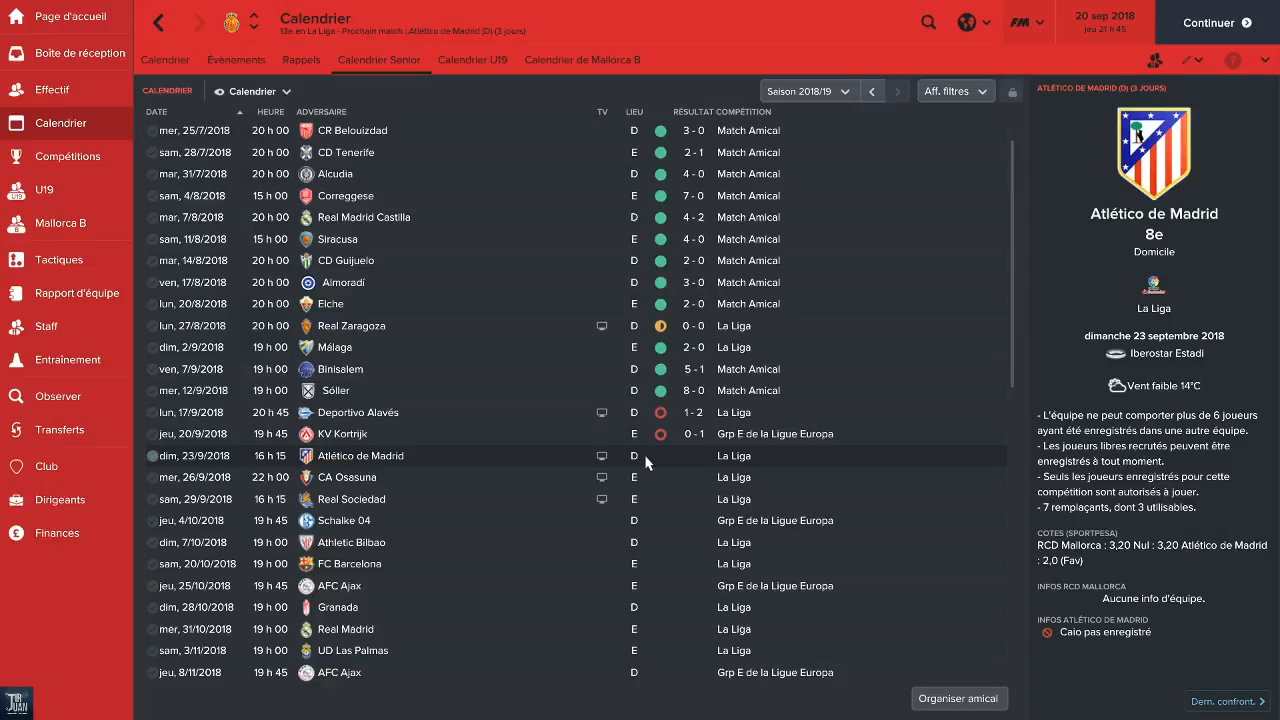 Page d'accueil
Boîte de réception
Effectif
Calendrier
Compétitions
U19
Mallorca B
Tactiques
Rapport d'équipe
Staff
Entraînement
Observer
Transferts
Club
Dirigeants
Finances
Calendrier
13e en La Liga - Prochain match : Atlético de Madrid (D) (3 jours)
FM
20 sep 2018
jeu 21 h 45
Continuer
Calendrier Évènements Rappels Calendrier Senior Calendrier U19 Calendrier de Mallorca B
CALENDRIER Calendrier Saison 2018/19 Aff. filtres
DATE HEURE ADVERSAIRE TV LIEU RÉSULTAT COMPÉTITION
mer, 25/7/2018 20 h 00 CR Belouizdad D 3 - 0 Match Amical
sam, 28/7/2018 20 h 00 CD Tenerife E 2 - 1 Match Amical
mar, 31/7/2018 20 h 00 Alcudia D 4 - 0 Match Amical
sam, 4/8/2018 15 h 00 Correggese E 7 - 0 Match Amical
mar, 7/8/2018 20 h 00 Real Madrid Castilla D 4 - 2 Match Amical
sam, 11/8/2018 15 h 00 Siracusa E 4 - 0 Match Amical
mar, 14/8/2018 20 h 00 CD Guijuelo D 2 - 0 Match Amical
ven, 17/8/2018 20 h 00 Almoradí D 3 - 0 Match Amical
lun, 20/8/2018 20 h 00 Elche E 2 - 0 Match Amical
lun, 27/8/2018 20 h 00 Real Zaragoza D 0 - 0 La Liga
dim, 2/9/2018 19 h 00 Málaga E 2 - 0 La Liga
ven, 7/9/2018 19 h 00 Binisalem D 5 - 1 Match Amical
mer, 12/9/2018 19 h 00 Sóller D 8 - 0 Match Amical
lun, 17/9/2018 20 h 45 Deportivo Alavés D 1 - 2 La Liga
jeu, 20/9/2018 19 h 45 KV Kortrijk E 0 - 1 Grp E de la Ligue Europa
dim, 23/9/2018 16 h 15 Atlético de Madrid D La Liga
mer, 26/9/2018 22 h 00 CA Osasuna E La Liga
sam, 29/9/2018 16 h 15 Real Sociedad E La Liga
jeu, 4/10/2018 19 h 45 Schalke 04 D Grp E de la Ligue Europa
dim, 7/10/2018 19 h 00 Athletic Bilbao D La Liga
sam, 20/10/2018 19 h 00 FC Barcelona E La Liga
jeu, 25/10/2018 19 h 45 AFC Ajax E Grp E de la Ligue Europa
dim, 28/10/2018 19 h 00 Granada D La Liga
mer, 31/10/2018 19 h 00 Real Madrid E La Liga
sam, 3/11/2018 19 h 00 UD Las Palmas E La Liga
jeu, 8/11/2018 19 h 45 AFC Ajax D Grp E de la Ligue Europa
Organiser amical
ATLÉTICO DE MADRID (D) (3 JOURS)
Atlético de Madrid
8e
Domicile
La Liga
dimanche 23 septembre 2018
Iberostar Estadi
Vent faible 14°C
- L'équipe ne peut comporter plus de 6 joueurs
ayant été enregistrés dans une autre équipe.
- Les joueurs libres recrutés peuvent être
enregistrés à tout moment.
- Seuls les joueurs enregistrés pour cette
compétition sont autorisés à jouer.
- 7 remplaçants, dont 3 utilisables.
COTES (SPORTPESA)
RCD Mallorca : 3,20 Nul : 3,20 Atlético de Madrid
: 2,0 (Fav)
INFOS RCD MALLORCA
Aucune info d'équipe.
INFOS ATLÉTICO DE MADRID
Caio pas enregistré
Dern. confront.